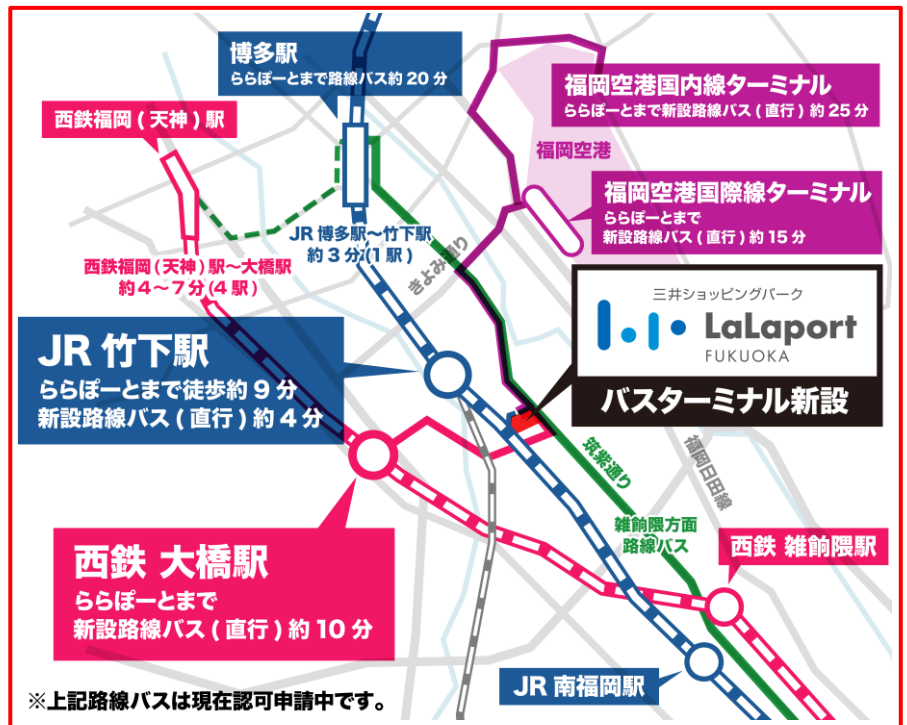 博多駅
ららぽーとまで路線バス約20分
福岡空港国内線ターミナル
ららぽーとまで新設路線バス(直行)約25分
西鉄福岡(天神)駅
福岡空港
福岡空港国際線ターミナル
ららぽーとまで
新設路線バス(直行)約15分
JR博多駅~竹下駅
約3分(1駅)
きよみ通り
西鉄福岡(天神)駅~大橋駅
約4~7分(4駅)
三井ショッピングパーク
LaLaport
FUKUOKA
バスターミナル新設
JR 竹下駅
ららぽーとまで徒歩約9分
新設路線バス(直行)約4分
筑紫通り
福岡日田線
雑餉隈方面
路線バス
西鉄 雑餉隈駅
西鉄 大橋駅
ららぽーとまで
新設路線バス(直行)約10分
JR 南福岡駅
※上記路線バスは現在認可申請中です。